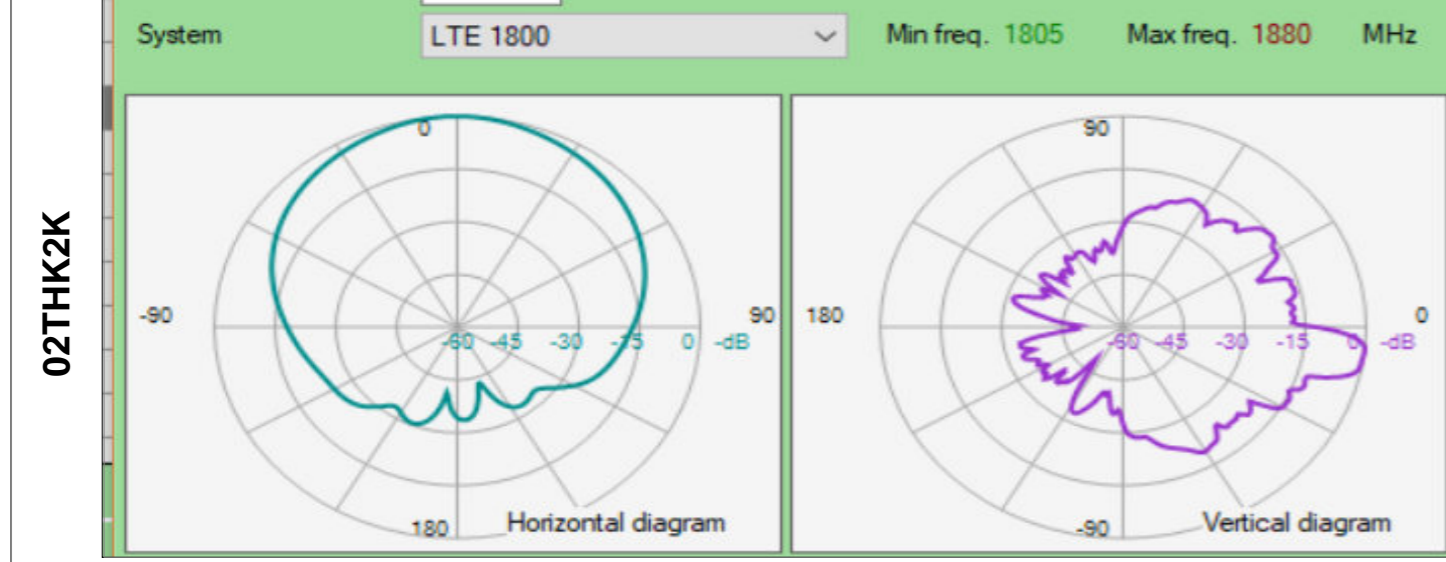 02THK2K
System LTE 1800 Min freq. 1805 Max freq. 1880 MHz
0
-90 90
-60 -45 -30 -15 0 -dB
180 Horizontal diagram
90
180 0
-60 -45 -30 -15 0 -dB
-90 Vertical diagram